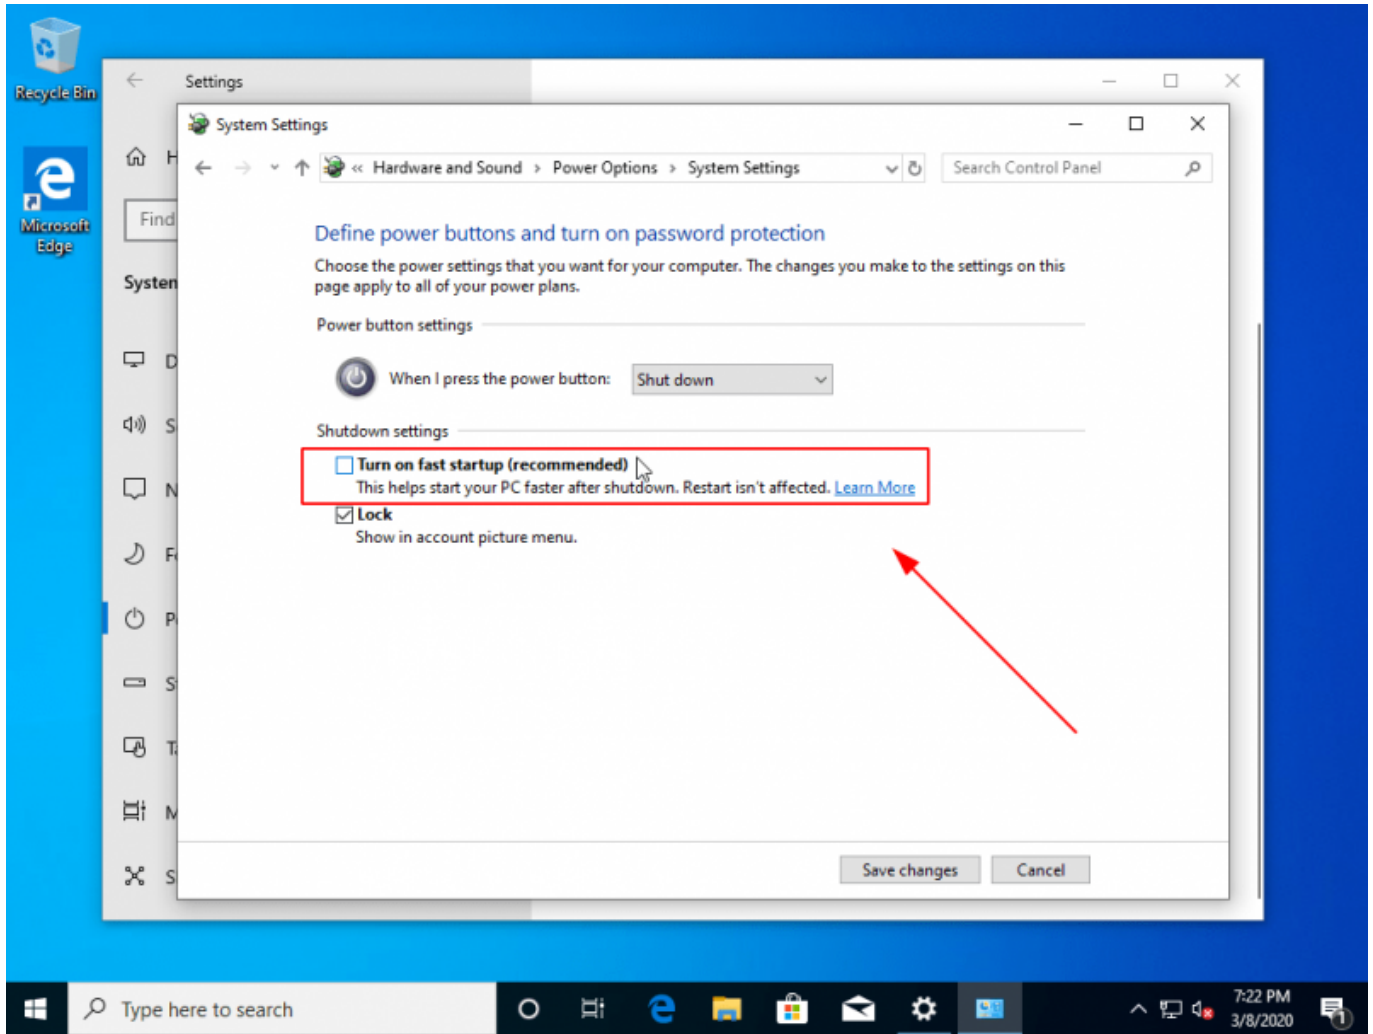 Recycle Bin
Microsoft
Edge
Settings
System Settings
« Hardware and Sound > Power Options > System Settings
Search Control Panel
Find
Define power buttons and turn on password protection
Choose the power settings that you want for your computer. The changes you make to the settings on this
page apply to all of your power plans.
Power button settings
When I press the power button:
Shut down
Shutdown settings
Turn on fast startup (recommended)
This helps start your PC faster after shutdown. Restart isn't affected. Learn More
Lock
Show in account picture menu.
Save changes
Cancel
Type here to search
7:22 PM
3/8/2020
1